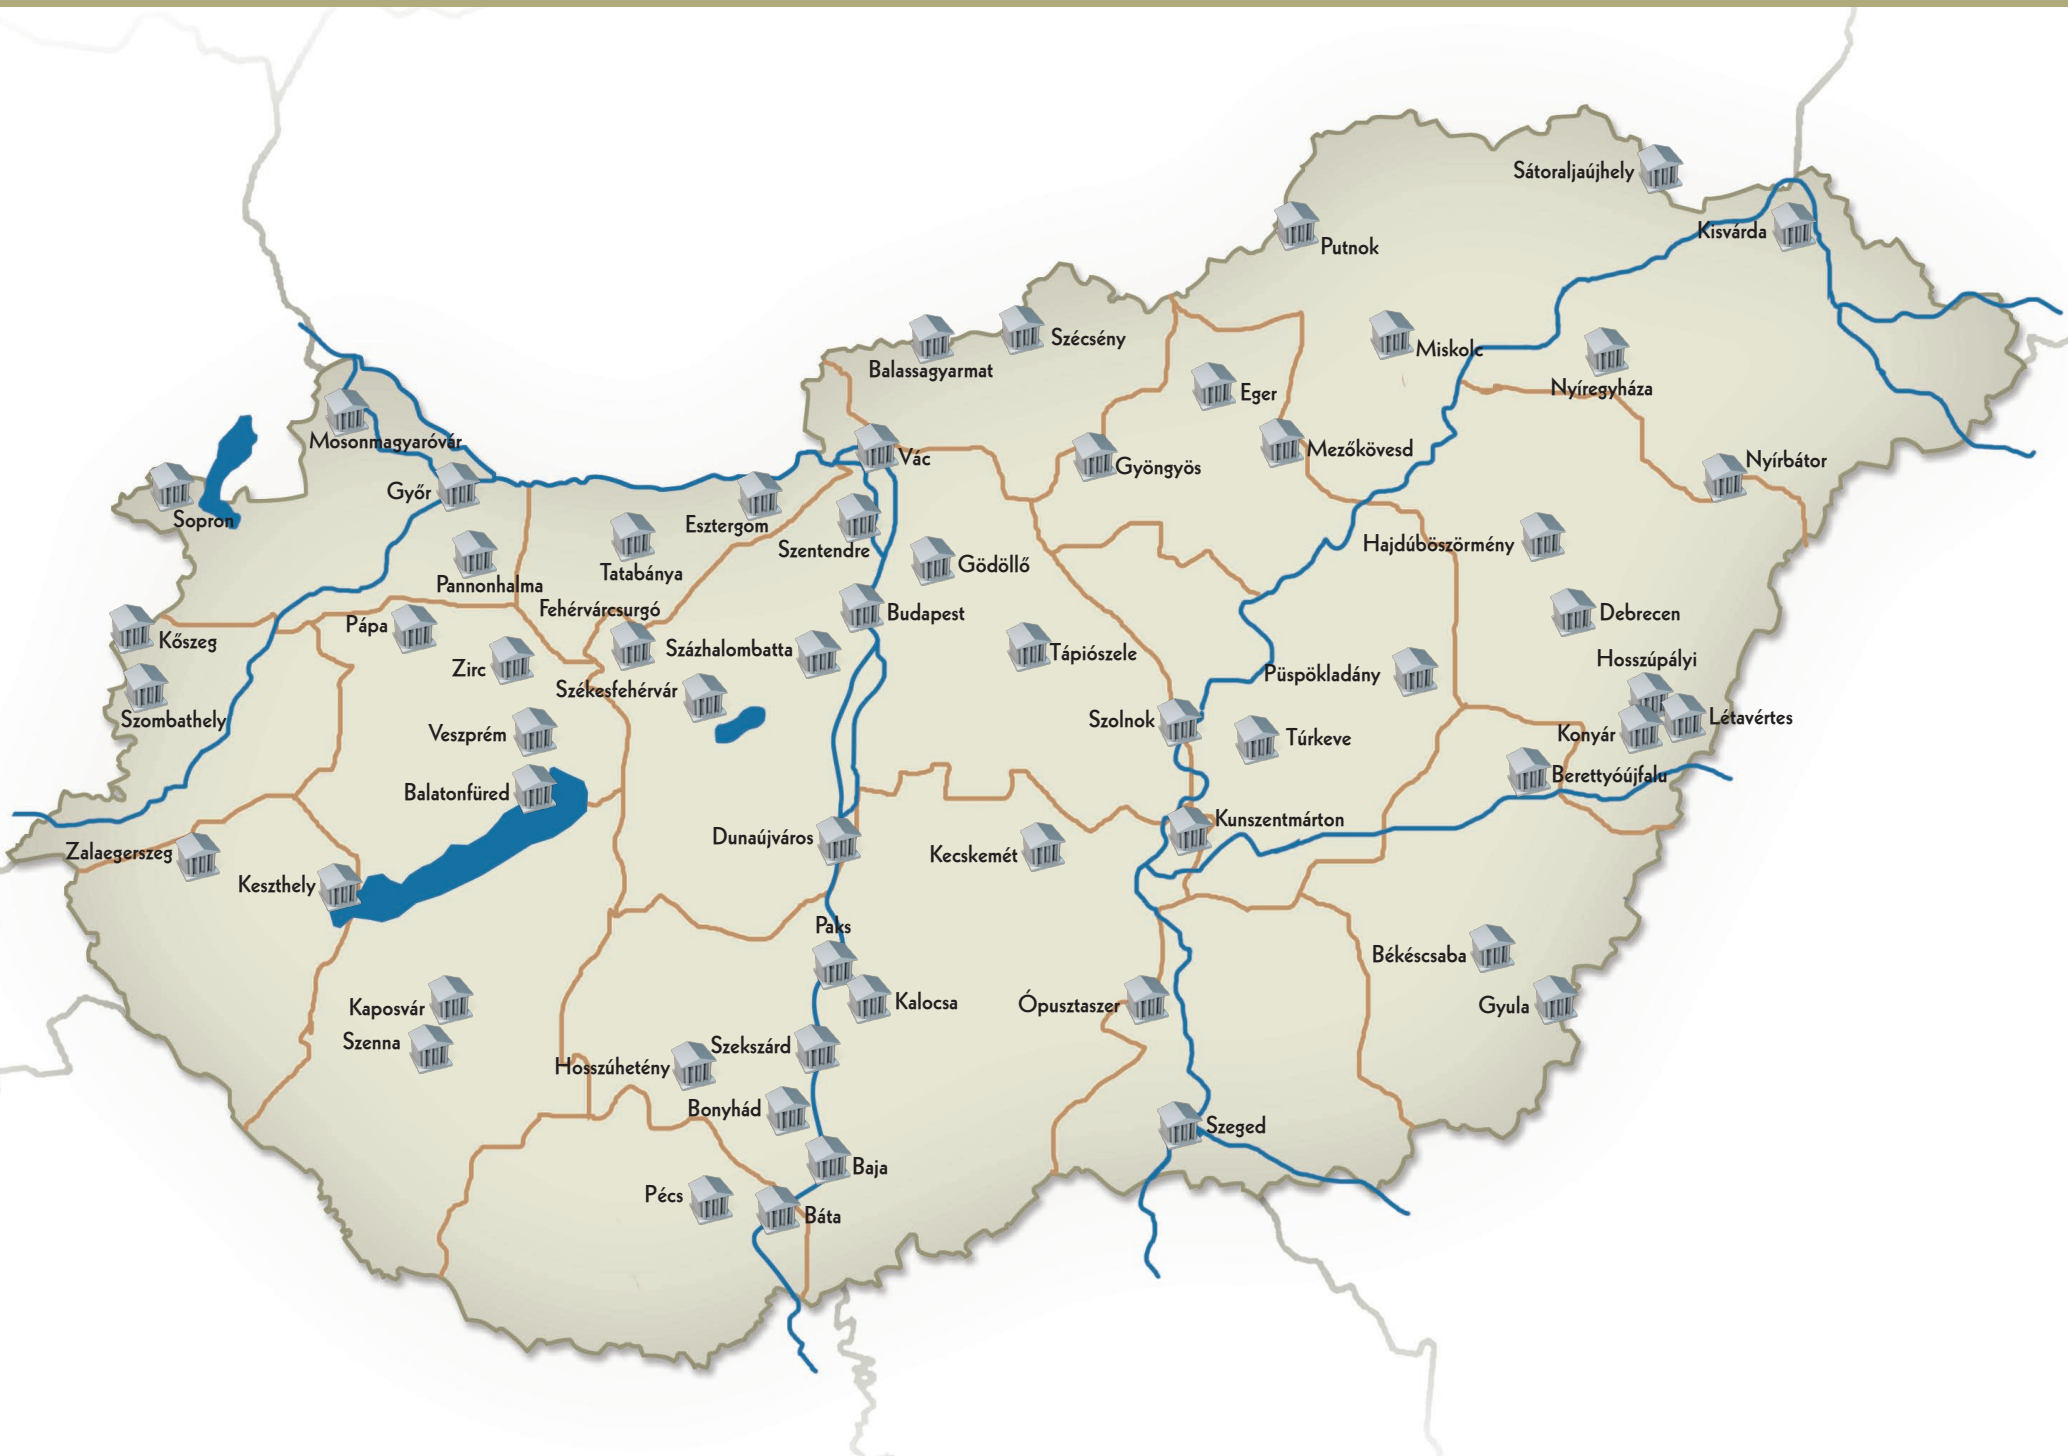 Sátoraljaújhely
Kisvárda
Putnok
Szécsény
Balassagyarmat
Miskolc
Nyíregyháza
Eger
Mosonmagyaróvár
Vác
Gyöngyös
Mezőkövesd
Nyírbátor
Győr
Sopron
Esztergom
Szentendre
Hajdúböszörmény
Pannonhalma
Tatabánya
Gödöllő
Fehérvárcsurgó
Budapest
Debrecen
Pápa
Kőszeg
Zirc
Százhalombatta
Tápiószele
Hosszúpályi
Püspökladány
Székesfehérvár
Szombathely
Szolnok
Létavértes
Veszprém
Túrkeve
Konyár
Berettyóújfalu
Balatonfüred
Kunszentmárton
Dunaújváros
Zalaegerszeg
Kecskemét
Keszthely
Paks
Békéscsaba
Kaposvár
Kalocsa
Ópusztaszer
Gyula
Szenna
Szekszárd
Hosszúhetény
Bonyhád
Szeged
Baja
Pécs
Báta